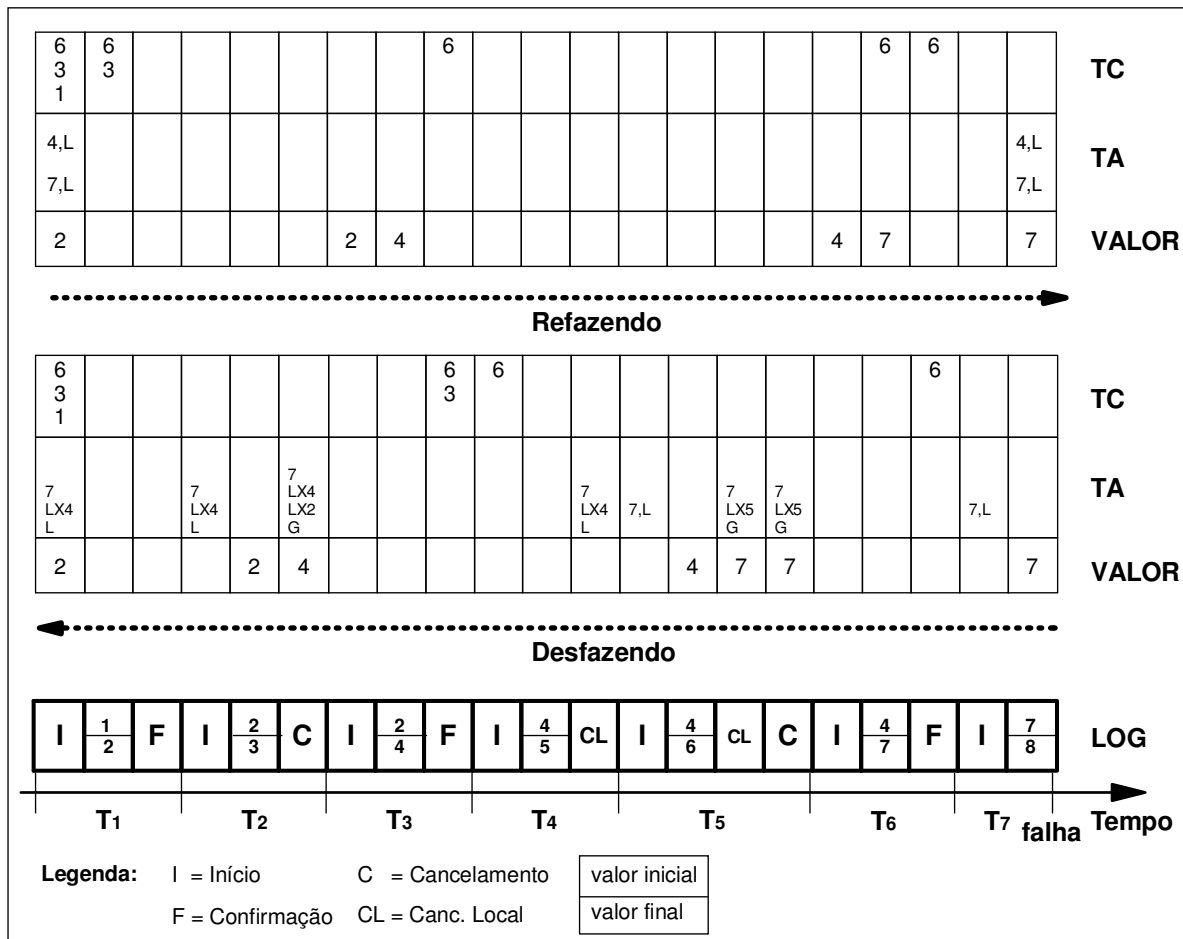 6 6 6 6 6
3 3 TC
1
4,L 4,L
TA
7,L 7,L
2 2 4 4 7 7 VALOR
Refazendo
6 6 6 6
3 3 TC
1
7 7 7 7 7,L 7 7 7,L TA
LX4 LX4 LX4 LX4 LX5 LX5
L L LX2 L G G
G
2 2 4 4 7 7 7 VALOR
Desfazendo
I 1/2 F I 2/3 C I 2/4 F I 4/5 CL I 4/6 CL C I 4/7 F I 7/8 LOG
T1 T2 T3 T4 T5 T6 T7 falha Tempo
Legenda: I = Início C = Cancelamento valor inicial
F = Confirmação CL = Canc. Local valor final